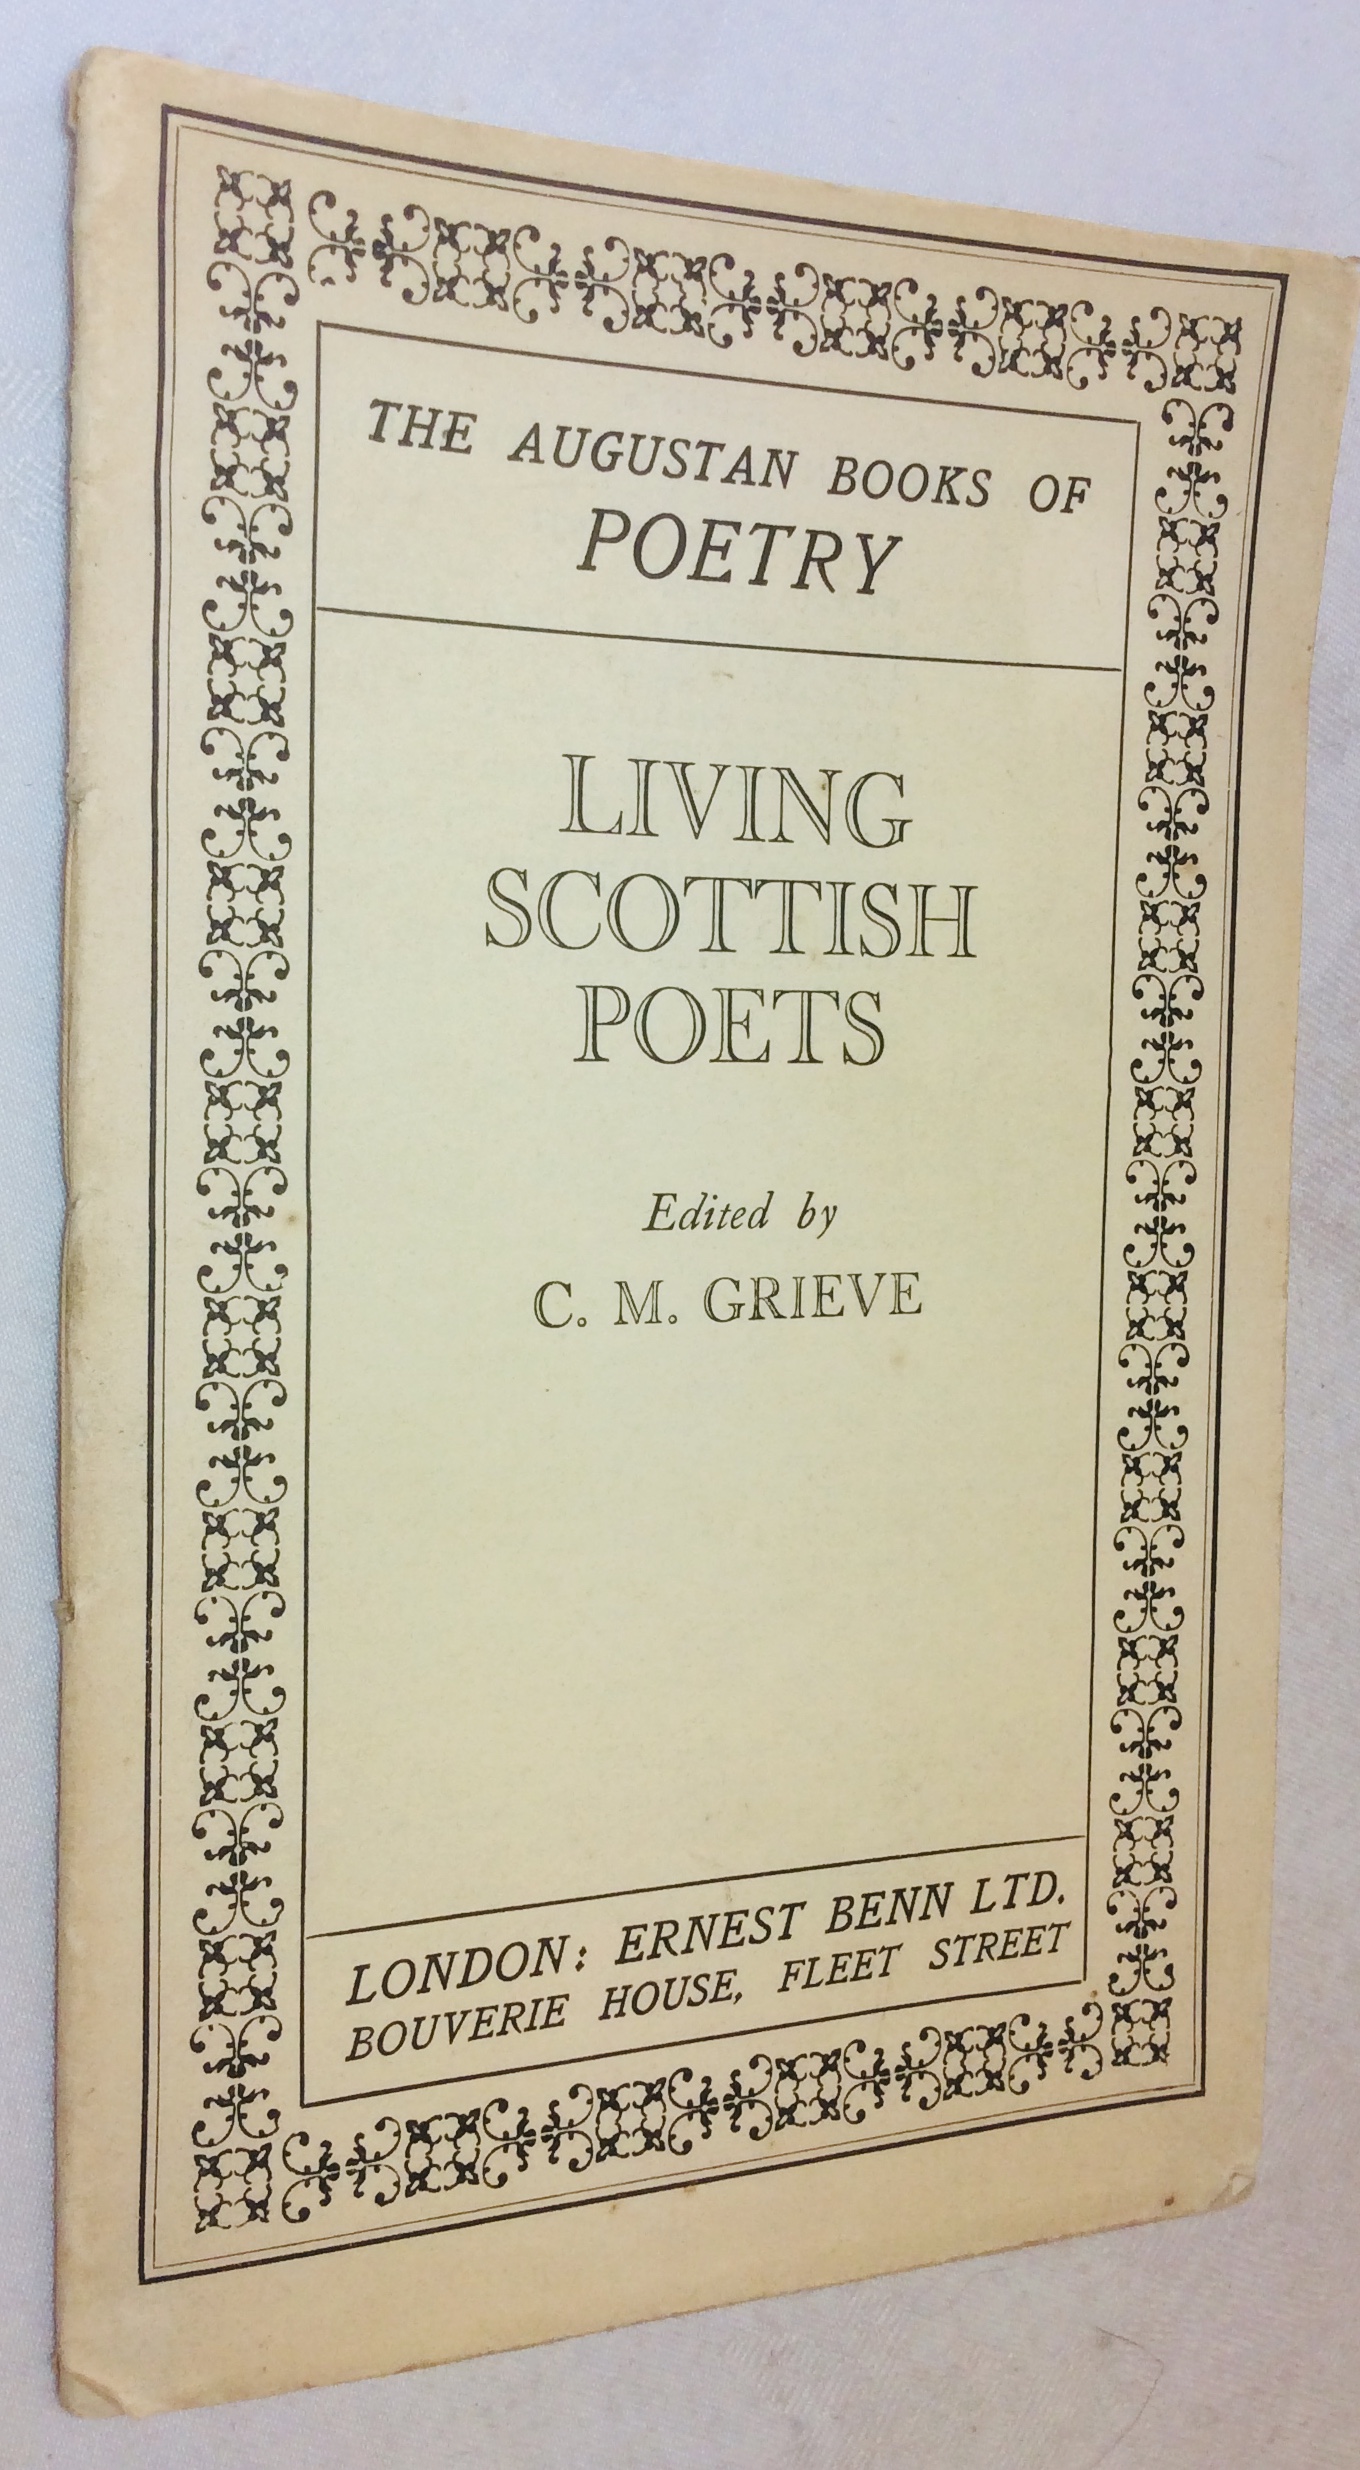 THE AUGUSTAN BOOKS OF
POETRY
LIVING
SCOTTISH
POETS
Edited by
C. M. GRIEVE
LONDON: ERNEST BENN LTD.
BOUVERIE HOUSE, FLEET STREET